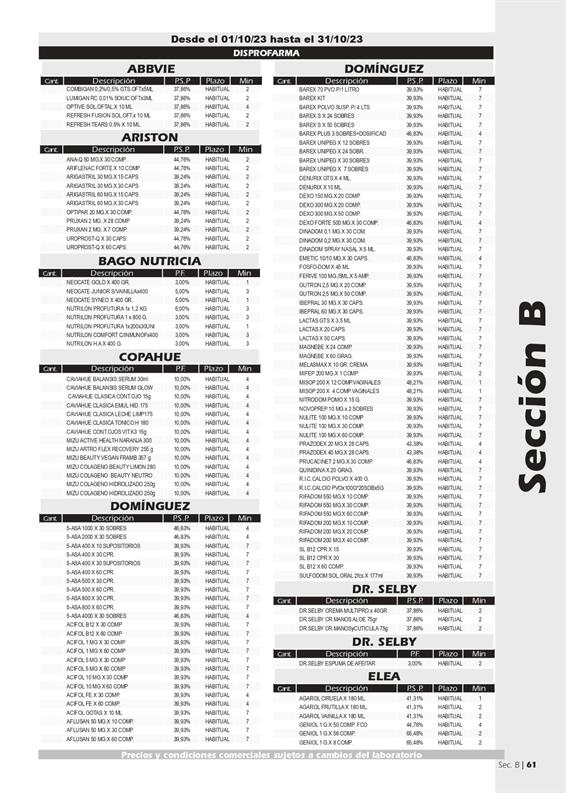 Desde el 01/10/23 hasta el 31/10/23
DISPROFARMA
ABBVIE
Cant. Descripción P.S.P Plazo Min
COMBIGAN 0,2%/0,5% GTS.OFTx5ML 37,86% HABITUAL 2
LUMIGAN RC 0.01% SOl/UC.OFTx3ML 37,86% HABITUAL 2
OPTIVE SOL.OFTAL X 10 ML 37,86% HABITUAL 4
REFRESH FUSION SOL.OFT.x 10 ML 37,86% HABITUAL 2
REFRESH TEARS 0.5% X 10 ML. 37,86% HABITUAL 2
ARISTON
Cant. Descripción P.S.P. Plazo Min
ANA-Q 50 MG.X 30 COMP. 44,76% HABITUAL 2
ARIFLENAC FORTE X 10 COMP. 44,76% HABITUAL 2
ARIGASTRIL 30 MG.X 15 CAPS 39,24% HABITUAL 2
ARIGASTRIL 30 MG.X 30 CAPS 39,24% HABITUAL 2
ARIGASTRIL 60 MG.X 15 CAPS 39,24% HABITUAL 2
ARIGASTRIL 60 MG.X 30 CAPS 39,24% HABITUAL 2
OPTIPAR 20 MG.X 30 COMP. 44,76% HABITUAL 2
PRUXAN 2 MG. X 28 COMP. 39,24% HABITUAL 2
PRUXAN 2 MG. X 7 COMP. 39,24% HABITUAL 2
UROPROST-Q X 30 CAPS. 44,76% HABITUAL 2
UROPROST-Q X 60 CAPS. 44,76% HABITUAL 2
BAGO NUTRICIA
Cant. Descripción P.F. Plazo Min
NEOCATE GOLD X 400 GR. 3,00% HABITUAL 1
NEOCATE JUNIOR S/VAINILLAx400 3,00% HABITUAL 3
NEOCATE SYNEO X 400 GR. 5,00% HABITUAL 1
NUTRILON PROFUTURA 1x 1,2 KG 6,00% HABITUAL 3
NUTRILON PROFUTURA 1 x 800 G. 3,00% HABITUAL 3
NUTRILON PROFUTURA 1x200x30UNI 3,00% HABITUAL 1
NUTRILON COMFORT C/INMUNOFx400 3,00% HABITUAL 3
NUTRILON H.A X 400 G. 3,00% HABITUAL 3
COPAHUE
Cant. Descripción P.F. Plazo Min
CAVIAHUE BALANSIS SERUM 30ml 10,00% HABITUAL 4
CAVIAHUE BALANSIS SERUM GLOW 10,00% HABITUAL 4
CAVIAHUE CLASICA CONT.OJO 15g 10,00% HABITUAL 4
CAVIAHUE CLASICA EMUL HID.175 10,00% HABITUAL 4
CAVIAHUE CLASICA LECHE LIMP175 10,00% HABITUAL 4
CAVIAHUE CLASICA TONICO H 180 10,00% HABITUAL 4
CAVIAHUE CONT.OJOS VIT.K3 15g 10,00% HABITUAL 4
MIZU ACTIVE HEALTH NARANJA 300 10,00% HABITUAL 4
MIZU ARTRO FLEX RECOVERY 255 g 10,00% HABITUAL 4
MIZU BEAUTY VEGAN FRAMB 357 g 10,00% HABITUAL 4
MIZU COLAGENO BEAUTY LIMON 280 10,00% HABITUAL 4
MIZU COLAGENO BEAUTY NEUTRO 10,00% HABITUAL 4
MIZU COLAGENO HIDROLIZADO 250g 10,00% HABITUAL 4
MIZU COLAGENO HIDROLIZADO 250g 10,00% HABITUAL 4
DOMÍNGUEZ
Cant. Descripción P.S.P. Plazo Min
5-ASA 1000 X 30 SOBRES 46,83% HABITUAL 4
5-ASA 2000 X 30 SOBRES 46,83% HABITUAL 4
5-ASA 400 X 10 SUPOSITORIOS 39,93% HABITUAL 7
5-ASA 400 X 30 CPR. 39,93% HABITUAL 7
5-ASA 400 X 30 SUPOSITORIOS 39,93% HABITUAL 7
5-ASA 400 X 60 CPR. 39,93% HABITUAL 7
5-ASA 500 X 30 CPR. 39,93% HABITUAL 7
5-ASA 500 X 60 CPR. 39,93% HABITUAL 7
5-ASA 800 X 30 CPR. 39,93% HABITUAL 7
5-ASA 800 X 60 CPR. 39,93% HABITUAL 7
5-ASA 4000 X 30 SOBRES 46,83% HABITUAL 4
ACIFOL B12 X 30 COMP 39,93% HABITUAL 7
ACIFOL B12 X 60 COMP 39,93% HABITUAL 7
ACIFOL 1 MG X 30 COMP 39,93% HABITUAL 7
ACIFOL 1 MG X 60 COMP 39,93% HABITUAL 7
ACIFOL 5 MG X 30 COMP 39,93% HABITUAL 7
ACIFOL 5 MG X 60 COMP 39,93% HABITUAL 7
ACIFOL 10 MG X 30 COMP 39,93% HABITUAL 7
ACIFOL 10 MG X 60 COMP 39,93% HABITUAL 7
ACIFOL FE X 30 COMP. 39,93% HABITUAL 4
ACIFOL FE X 60 COMP. 39,93% HABITUAL 4
ACIFOL GOTAS X 10 ML 39,93% HABITUAL 7
AFLUSAN 50 MG.X 10 COMP. 39,93% HABITUAL 7
AFLUSAN 50 MG.X 30 COMP. 39,93% HABITUAL 7
AFLUSAN 50 MG.X 60 COMP. 39,93% HABITUAL 7
DOMÍNGUEZ
Cant. Descripción P.S.P. Plazo Min
BAREX 70 PVO.P/1 LITRO 39,93% HABITUAL 7
BAREX KIT 39,93% HABITUAL 7
BAREX POLVO SUSP. P/ 4 LTS. 39,93% HABITUAL 7
BAREX S X 24 SOBRES 39,93% HABITUAL 7
BAREX S X 50 SOBRES 39,93% HABITUAL 7
BAREX PLUS 3 SOBRES+DOSIFICAD 46,83% HABITUAL 4
BAREX UNIPEG X 12 SOBRES 39,93% HABITUAL 7
BAREX UNIPEG X 24 SOBR. 39,93% HABITUAL 7
BAREX UNIPEG X 30 SOBRES 39,93% HABITUAL 7
BAREX UNIPEG X 7 SOBRES 39,93% HABITUAL 7
DENURIX GTS.X 4 ML. 39,93% HABITUAL 7
DENURIX X 10 ML 39,93% HABITUAL 7
DEXO 150 MG.X 20 COMP. 39,93% HABITUAL 7
DEXO 300 MG.X 20 COMP. 39,93% HABITUAL 7
DEXO 300 MG.X 50 COMP. 39,93% HABITUAL 7
DEXO FORTE 500 MG.X 30 COMP. 46,83% HABITUAL 4
DINADOM 0,1 MG X 30 COM. 39,93% HABITUAL 7
DINADOM 0,2 MG X 30 COM. 39,93% HABITUAL 7
DINADOM SPRAY NASAL X 5 ML. 39,93% HABITUAL 7
EMETIC 10/10 MG.X 30 CAPS. 46,83% HABITUAL 4
FOSFO-DOM X 45 ML 39,93% HABITUAL 7
FERIVE 100 MG./5ML X 5 AMP. 39,93% HABITUAL 7
GUTRON 2,5 MG.X 20 COMP. 39,93% HABITUAL 7
GUTRON 2,5 MG.X 50 COMP. 39,93% HABITUAL 7
IBEPRAL 30 MG.X 30 CAPS. 39,93% HABITUAL 7
IBEPRAL 60 MG.X 30 CAPS. 39,93% HABITUAL 7
LACTAS GTS X 3,5 ML 39,93% HABITUAL 7
LACTAS X 20 CAPS. 39,93% HABITUAL 7
LACTAS X 50 CAPS. 39,93% HABITUAL 7
MAGNEBE X 24 COMP. 39,93% HABITUAL 7
MAGNEBE X 60 GRAG. 39,93% HABITUAL 7
MELASMAX X 10 GR. CREMA 39,93% HABITUAL 7
MIFEP 200 MG.X 1 COMP. 39,93% HABITUAL 2
MISOP 200 X 12 COMP.VAGINALES 48,21% HABITUAL 1
MISOP 200 X 4 COMP.VAGINALES 48,21% HABITUAL 1
NITRODOM POMO X 15 G. 39,93% HABITUAL 7
NOVOPREP 10 MG.x 2 SOBRES 39,93% HABITUAL 7
NULITE 100 MG.X 10 COMP. 39,93% HABITUAL 7
NULITE 100 MG.X 30 COMP. 39,93% HABITUAL 7
NULITE 100 MG.X 60 COMP. 39,93% HABITUAL 7
PRAZODEX 20 MG.X 28 CAPS. 43,38% HABITUAL 4
PRAZODEX 40 MG.X 28 CAPS. 43,38% HABITUAL 4
PRUCACINET 2 MG.X 30 COMP. 46,83% HABITUAL 4
QUINIDINA X 20 GRAG. 39,93% HABITUAL 7
R.I.C.CALCIO POLVO X 400 G. 39,93% HABITUAL 7
R.I.C.CALCIO PVOx1000*20SOBx5G 39,93% HABITUAL 7
RIFADOM 550 MG.X 10 COMP. 39,93% HABITUAL 7
RIFADOM 550 MG.X 30 COMP. 39,93% HABITUAL 7
RIFADOM 550 MG.X 60 COMP. 39,93% HABITUAL 7
RIFADOM 200 MG.X 10 COMP. 39,93% HABITUAL 7
RIFADOM 200 MG.X 20 COMP. 39,93% HABITUAL 7
RIFADOM 200 MG.X 40 COMP. 39,93% HABITUAL 7
SL B12 CPR X 15 39,93% HABITUAL 7
SL B12 CPR X 30 39,93% HABITUAL 7
SL B12 X 60 COMP. 39,93% HABITUAL 7
SULFODOM SOL.ORAL 2fcs.X 177ml 39,93% HABITUAL 7
DR. SELBY
Cant. Descripción P.S.P. Plazo Min
DR.SELBY CREMA MULTIPRO.x 40GR 37,86% HABITUAL 2
DR.SELBY CR.MANOS ALOE 75gr 37,86% HABITUAL 2
DR.SELBY CR.MANOSyCUTICULA 75g 37,86% HABITUAL 2
DR. SELBY
Cant. Descripción P.F. Plazo Min
DR.SELBY ESPUMA DE AFEITAR 3,00% HABITUAL 2
ELEA
Cant. Descripción P.S.P. Plazo Min
AGAROL CIRUELA X 180 ML. 41,31% HABITUAL 1
AGAROL FRUTILLA X 180 ML. 41,31% HABITUAL 2
AGAROL VAINILLA X 180 ML. 41,31% HABITUAL 2
GENIOL 1 G.X 50 COMP. FCO 44,76% HABITUAL 4
GENIOL 1 G.X 56 COMP. 65,48% HABITUAL 2
GENIOL 1 G.X 8 COMP. 65,48% HABITUAL 2
Precios y condiciones comerciales sujetos a cambios del laboratorio
Sección B
Sec. B | 61